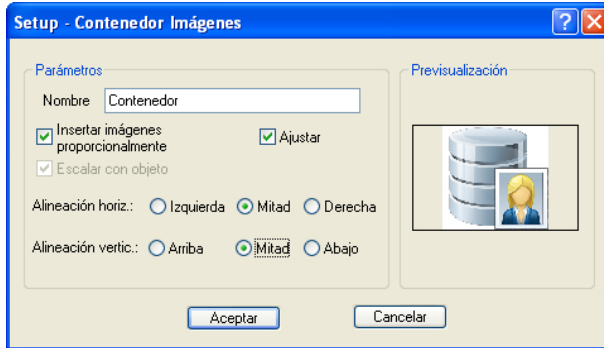 Setup - Contenedor Imágenes
Parámetros
Nombre Contenedor
Insertar imágenes
proporcionalmente
Ajustar
Escalar con objeto
Alineación horiz.: Izquierda Mitad Derecha
Alineación vertic.: Arriba Mitad Abajo
Previsualización
Aceptar Cancelar